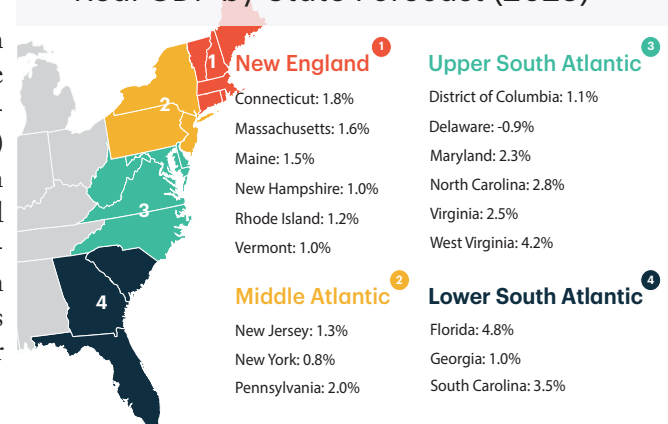 New England 1
Connecticut: 1.8%
Massachusetts: 1.6%
Maine: 1.5%
New Hampshire: 1.0%
Rhode Island: 1.2%
Vermont: 1.0%
Middle Atlantic 2
New Jersey: 1.3%
New York: 0.8%
Pennsylvania: 2.0%
Upper South Atlantic 3
District of Columbia: 1.1%
Delaware: -0.9%
Maryland: 2.3%
North Carolina: 2.8%
Virginia: 2.5%
West Virginia: 4.2%
Lower South Atlantic 4
Florida: 4.8%
Georgia: 1.0%
South Carolina: 3.5%
1
2
3
4